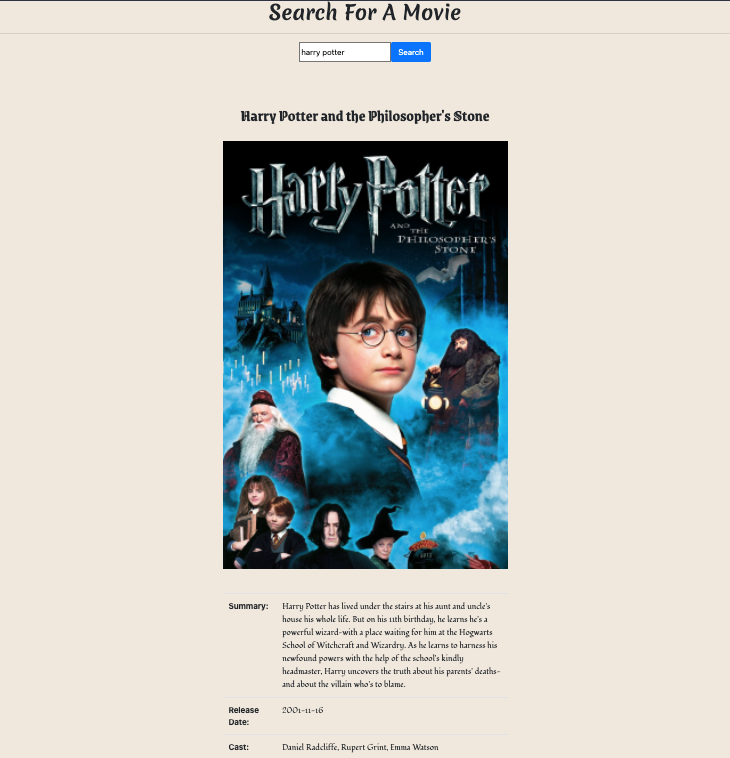 Search For A Movie
harry potter Search
Harry Potter and the Philosopher's Stone
Harry Potter
AND THE
PHILOSOPHER'S
STONE
Summary: Harry Potter has lived under the stairs at his aunt and uncle's
house his whole life. But on his 11th birthday, he learns he's a
powerful wizard-with a place waiting for him at the Hogwarts
School of Witchcraft and Wizardry. As he learns to harness his
newfound powers with the help of the school's kindly
headmaster, Harry uncovers the truth about his parents' deaths-
and about the villain who's to blame.
Release Date: 2001-11-16
Cast: Daniel Radcliffe, Rupert Grint, Emma Watson